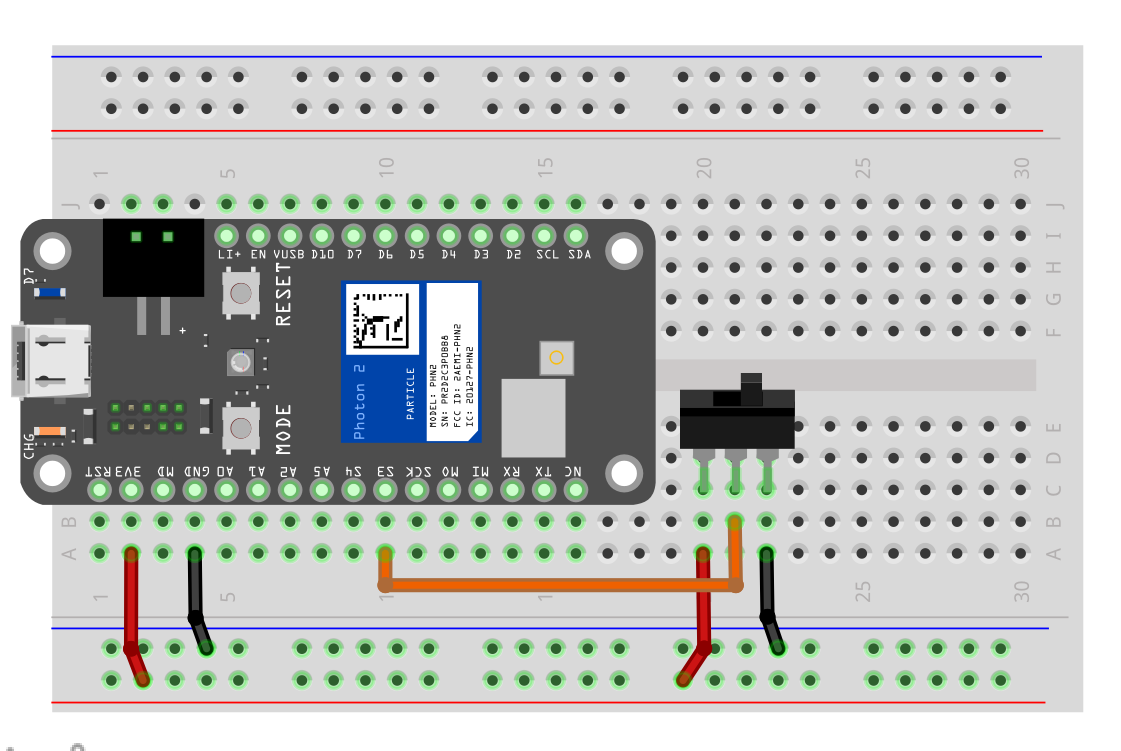 1 5 10 15 20 25 30
J J
I
H
G
F
LI+ EN VUSB D10 D7 D6 D5 D4 D3 D2 SCL SDA
D7
RESET
Photon 2
PARTICLE
MODEL: PHN2
SN: PR2D2C3P0BB8
FCC ID: 2AEMI-PHN2
IC: 20127-PHN2
+
MODE
CHG
RST 3V3 MD GND A0 A1 A2 A5 S4 S3 SCK MO MI RX TX NC
E
D
C
B B
A A
1 5 1 1 25 30